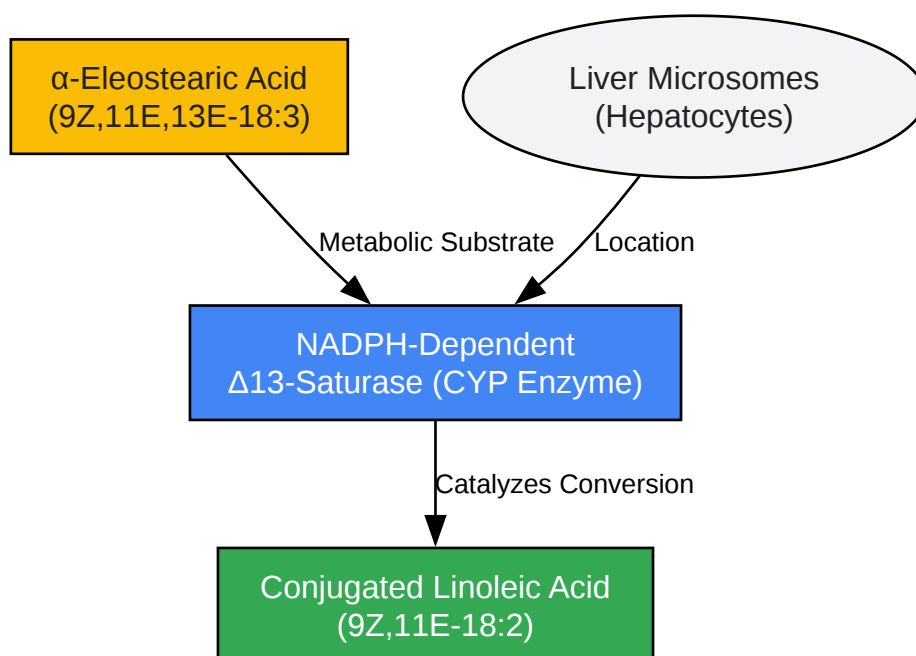 α-Eleostearic Acid
(9Z,11E,13E-18:3)
Liver Microsomes
(Hepatocytes)
Metabolic Substrate
Location
NADPH-Dependent
Δ13-Saturase (CYP Enzyme)
Catalyzes Conversion
Conjugated Linoleic Acid
(9Z,11E-18:2)